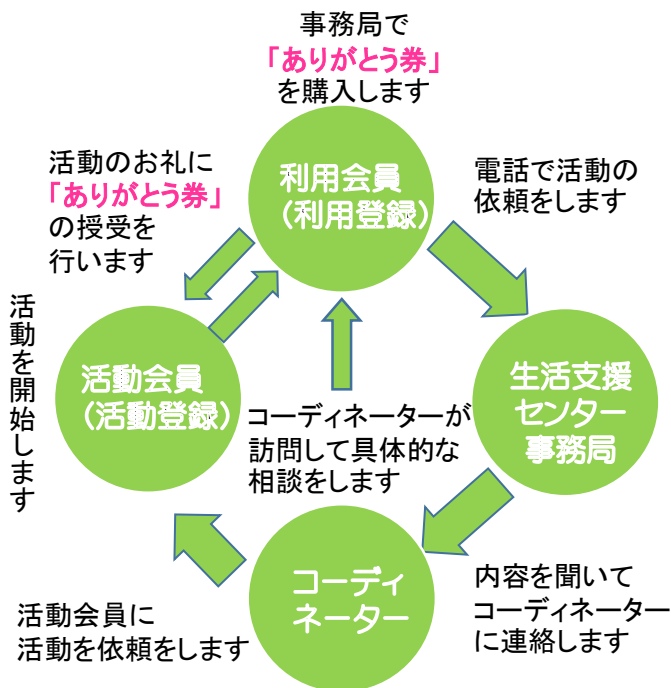 事務局で
「ありがとう券」
を購入します
利用会員
(利用登録)
電話で活動の
依頼をします
生活支援
センター
事務局
内容を聞いて
コーディネーター
に連絡します
コーディ
ネーター
コーディネーターが
訪問して具体的な
相談をします
活動会員に
活動を依頼をします
活動会員
(活動登録)
活動を開始します
活動のお礼に
「ありがとう券」
の授受を
行います